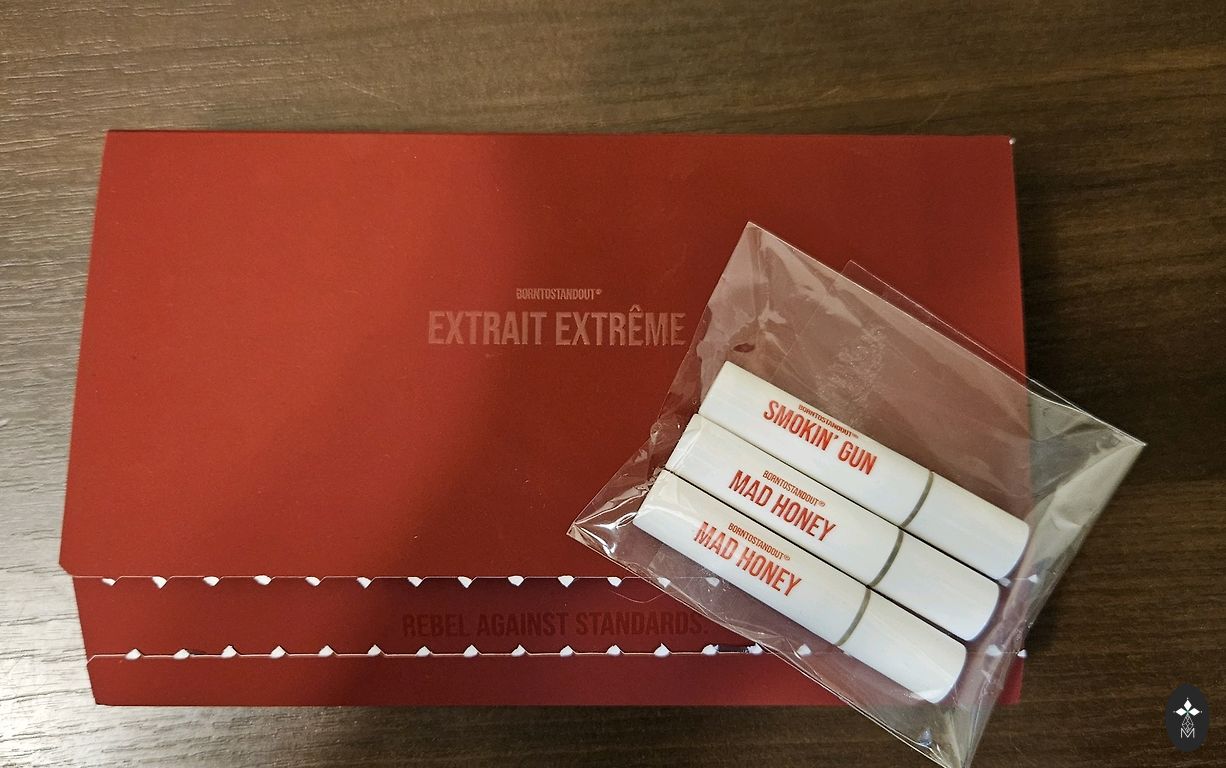 BORNTOSTANDOUT®
EXTRAIT EXTRÊME
BORNTOSTANDOUT®
SMOKIN' GUN
BORNTOSTANDOUT®
MAD HONEY
BORNTOSTANDOUT®
MAD HONEY
REBEL AGAINST STANDARDS
M